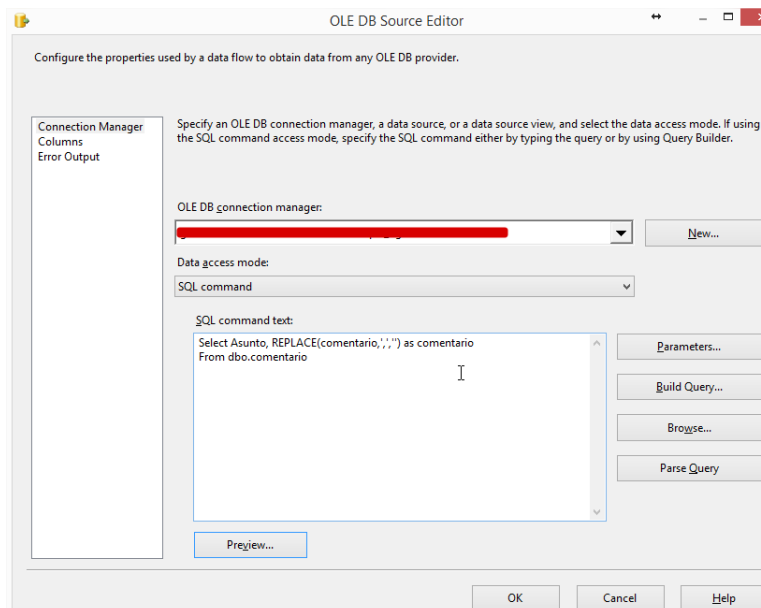 OLE DB Source Editor
Configure the properties used by a data flow to obtain data from any OLE DB provider.
Connection Manager
Columns
Error Output
Specify an OLE DB connection manager, a data source, or a data source view, and select the data access mode. If using
the SQL command access mode, specify the SQL command either by typing the query or by using Query Builder.
OLE DB connection manager:
New...
Data access mode:
SQL command
SQL command text:
Select Asunto, REPLACE(comentario,',','') as comentario
From dbo.comentario
Parameters...
Build Query...
Browse...
Parse Query
Preview...
OK
Cancel
Help